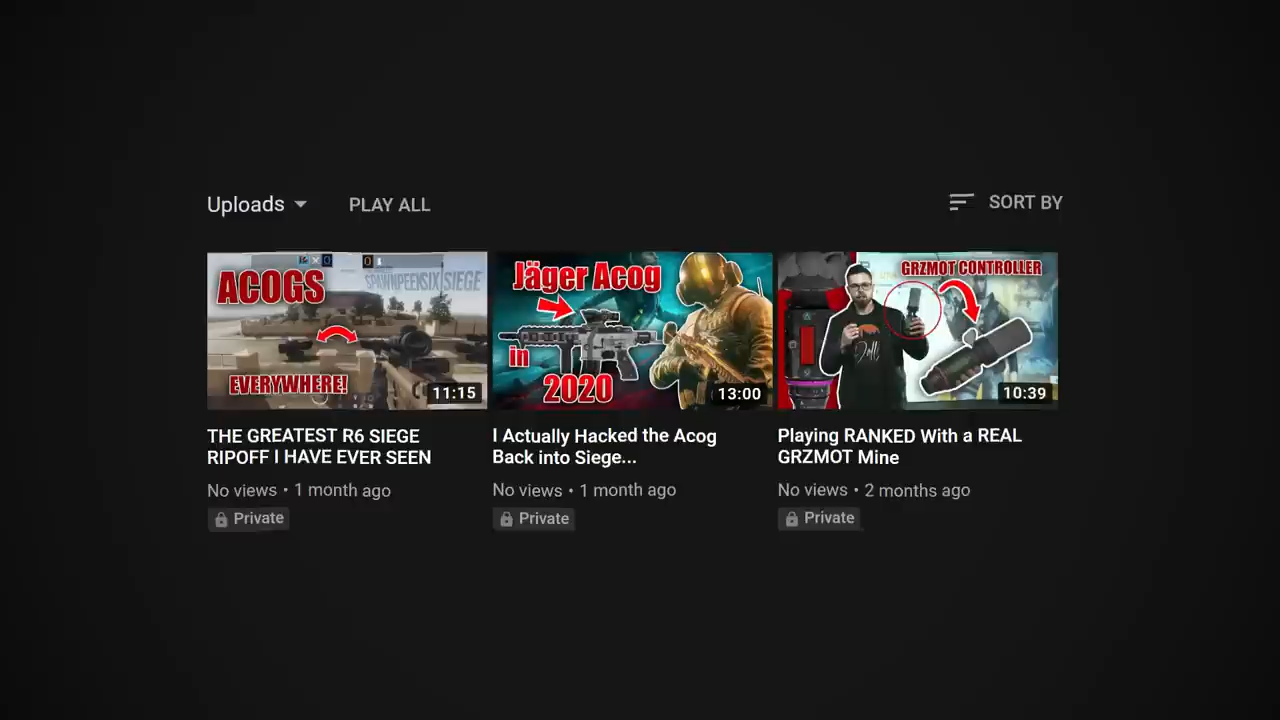 Uploads
PLAY ALL
SORT BY
ACOGS
EVERYWHERE!
SIX SIEGE
11:15
Jäger Acog
in
2020
13:00
GRZMOT CONTROLLER
10:39
THE GREATEST R6 SIEGE
RIPOFF I HAVE EVER SEEN
No views • 1 month ago
Private
I Actually Hacked the Acog
Back into Siege...
No views • 1 month ago
Private
Playing RANKED With a REAL
GRZMOT Mine
No views • 2 months ago
Private